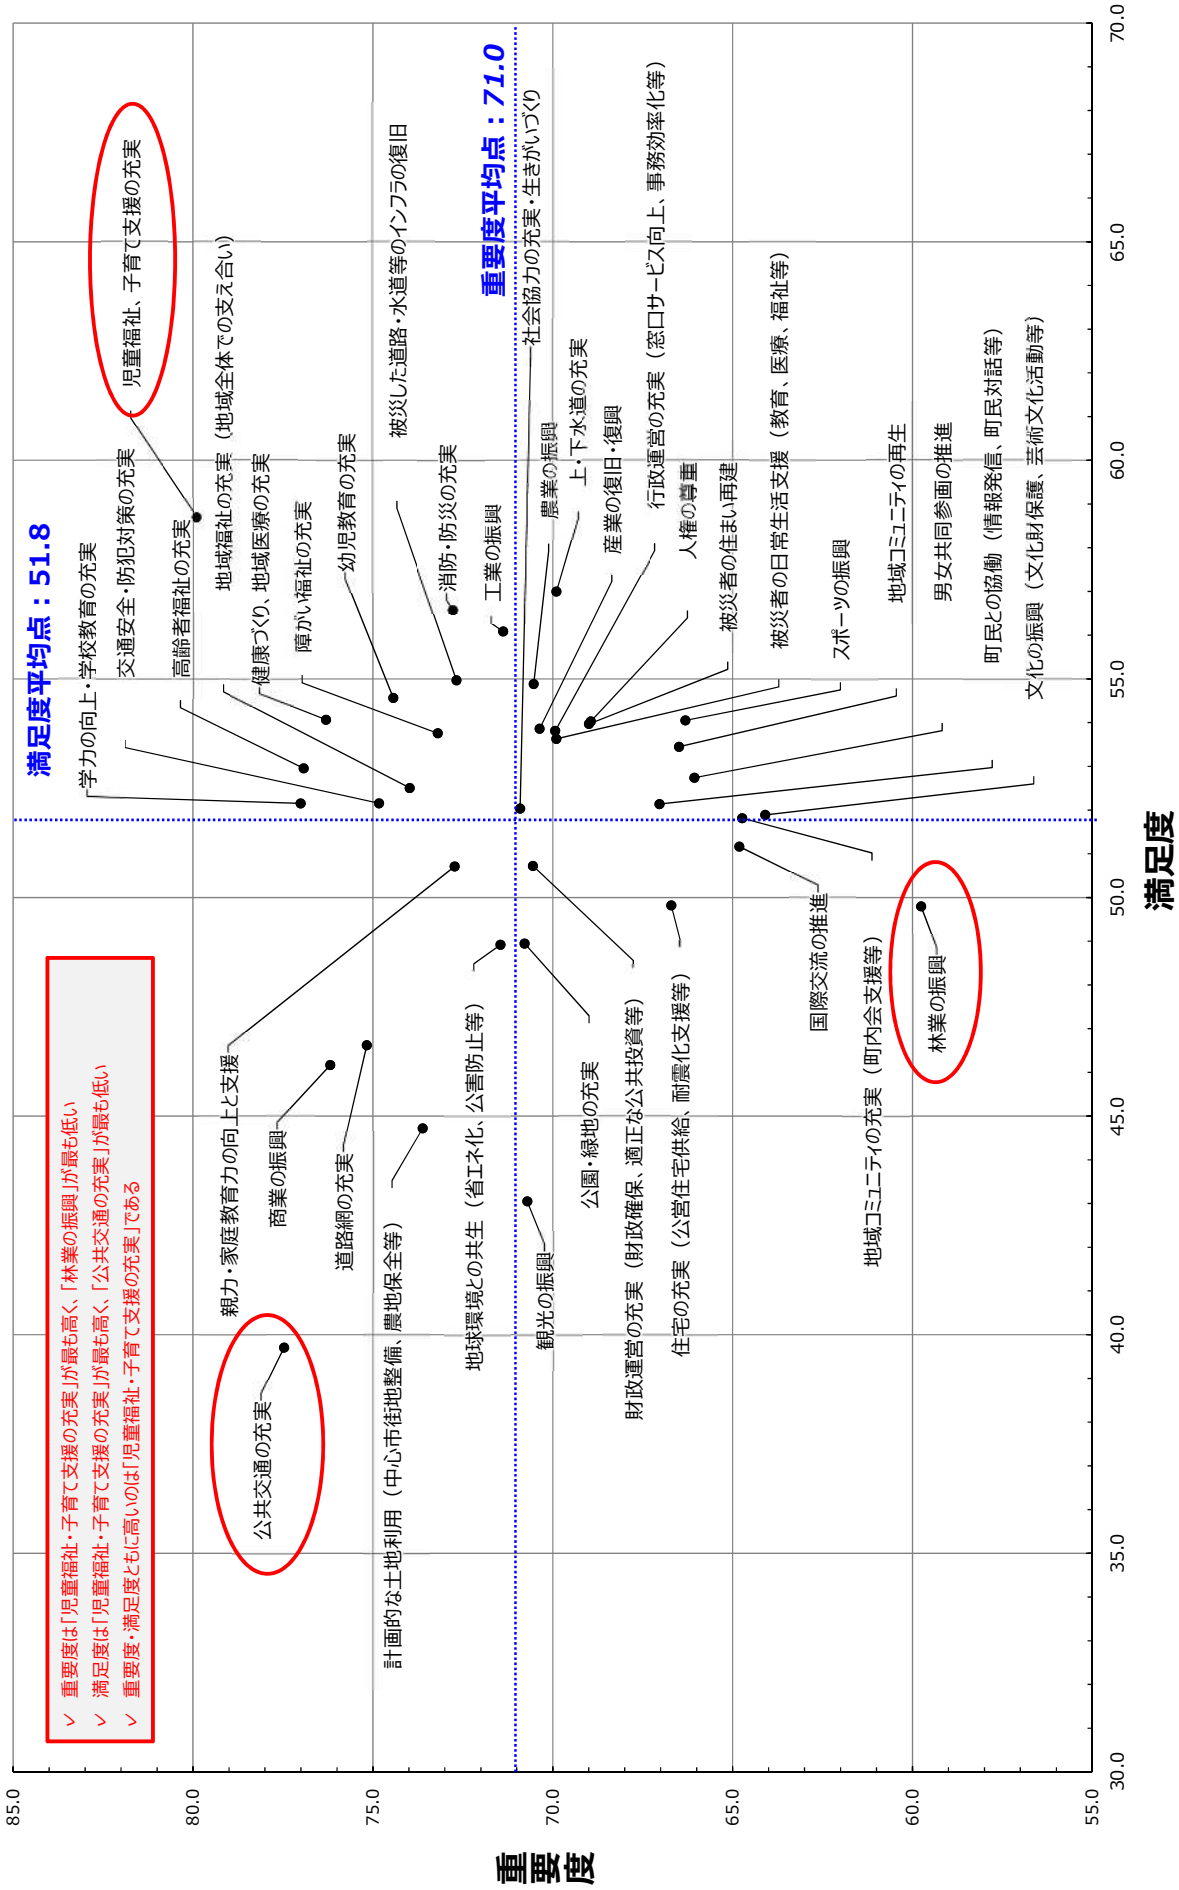 ✓ 重要度は「児童福祉・子育て支援の充実」が最も高く、「林業の振興」が最も低い
✓ 満足度は「児童福祉・子育て支援の充実」が最も高く、「公共交通の充実」が最も低い
✓ 重要度・満足度ともに高いのは「児童福祉・子育て支援の充実」である
満足度平均点：51.8
重要度平均点：71.0
学力の向上・学校教育の充実
交通安全・防犯対策の充実
児童福祉、子育て支援の充実
高齢者福祉の充実
地域福祉の充実（地域全体での支え合い）
健康づくり、地域医療の充実
障がい福祉の充実
幼児教育の充実
被災した道路・水道等のインフラの復旧
消防・防災の充実
工業の振興
社会協力の充実・生きがいづくり
農業の振興
上・下水道の充実
産業の復旧・復興
行政運営の充実（窓口サービス向上、事務効率化等）
人権の尊重
被災者の住まい再建
被災者の日常生活支援（教育、医療、福祉等）
スポーツの振興
地域コミュニティの再生
男女共同参画の推進
町民との協働（情報発信、町民対話等）
文化の振興（文化財保護、芸術文化活動等）
親力・家庭教育力の向上と支援
公共交通の充実
商業の振興
道路網の充実
計画的な土地利用（中心市街地整備、農地保全等）
地球環境との共生（省エネ化、公害防止等）
観光の振興
公園・緑地の充実
財政運営の充実（財政確保、適正な公共投資等）
住宅の充実（公営住宅供給、耐震化支援等）
国際交流の推進
地域コミュニティの充実（町内会支援等）
林業の振興
85.0
80.0
75.0
70.0
65.0
60.0
55.0
30.0
35.0
40.0
45.0
50.0
55.0
60.0
65.0
70.0
重要度
満足度